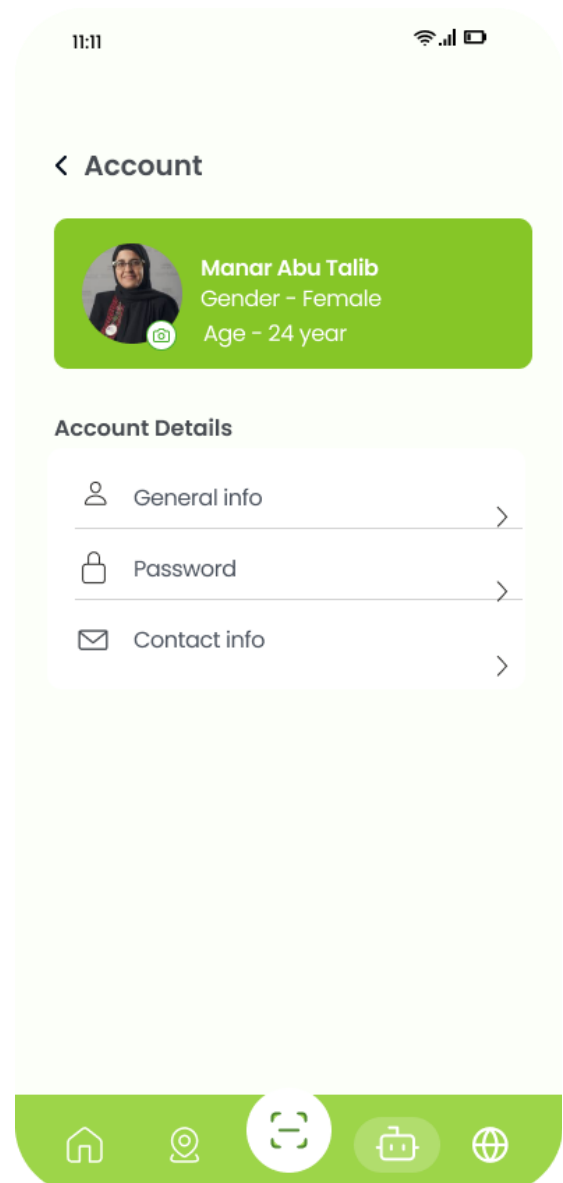 11:11
Account
Manar Abu Talib
Gender - Female
Age - 24 year
Account Details
General info
Password
Contact info